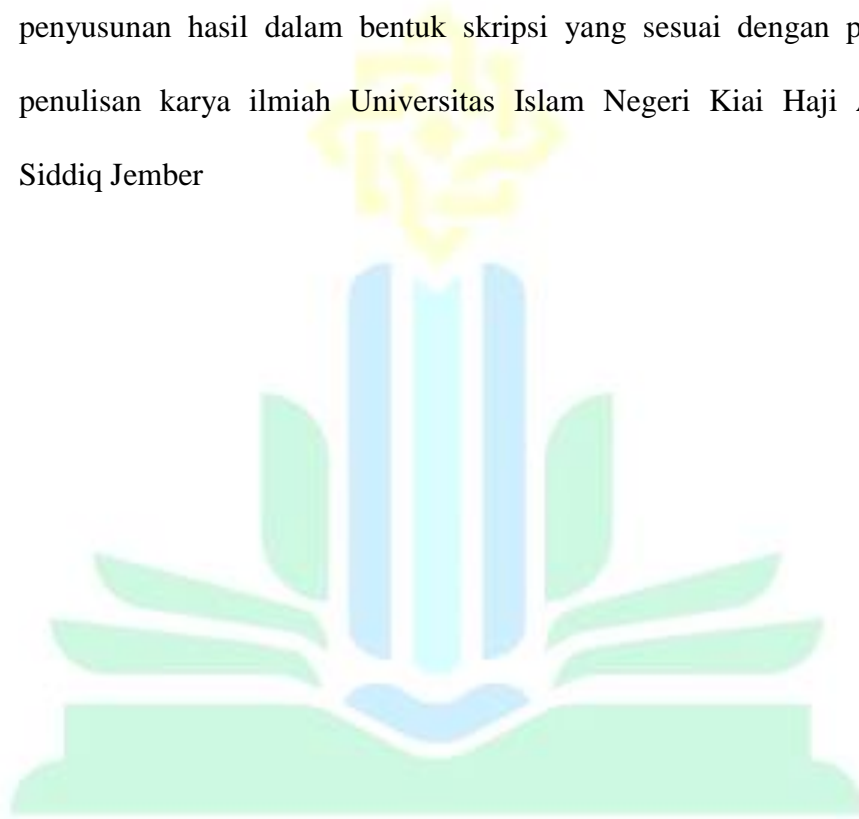 penyusunan hasil dalam bentuk skripsi yang sesuai dengan
penulisan karya ilmiah Universitas Islam Negeri Kiai Haji
Siddiq Jember